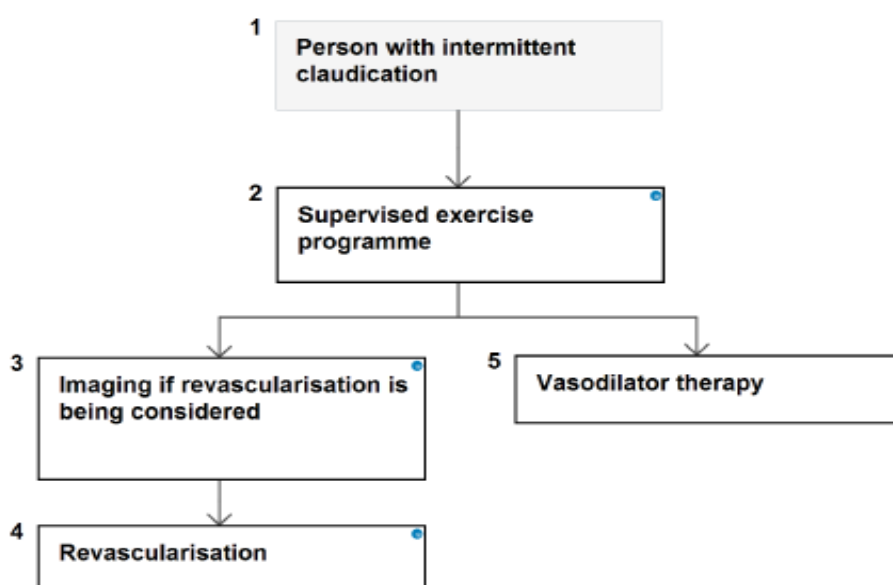 1
Person with intermittent
claudication
2
Supervised exercise
programme
3
Imaging if revascularisation is
being considered
5
Vasodilator therapy
4
Revascularisation